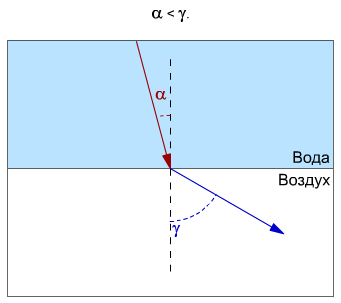 α < γ.
α
Вода
Воздух
γ